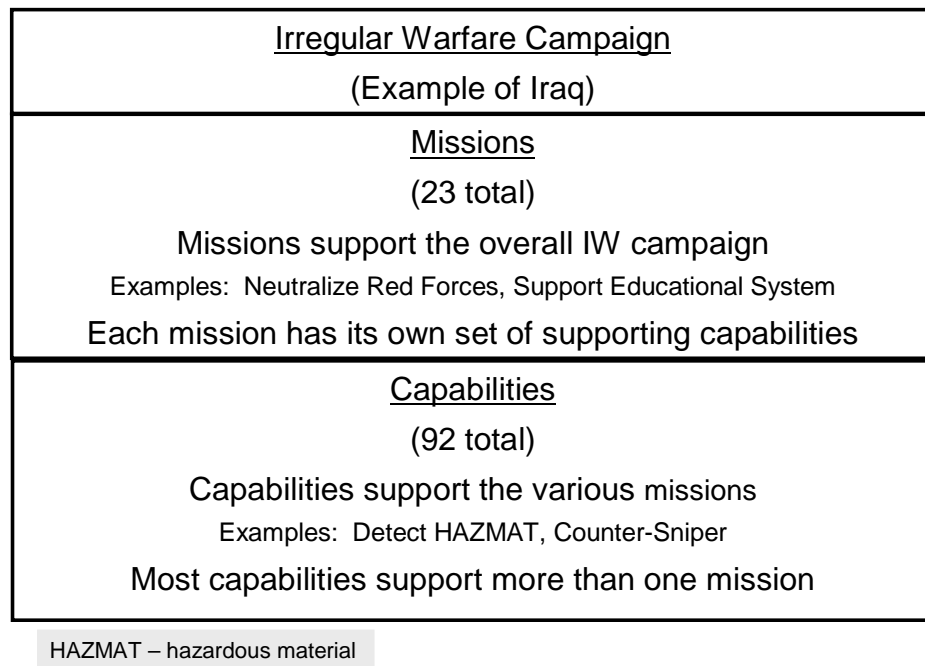 Irregular Warfare Campaign
(Example of Iraq)
Missions
(23 total)
Missions support the overall IW campaign
Examples:  Neutralize Red Forces, Support Educational System
Each mission has its own set of supporting capabilities
Capabilities
(92 total)
Capabilities support the various missions
Examples:  Detect HAZMAT, Counter-Sniper
Most capabilities support more than one mission
HAZMAT – hazardous material